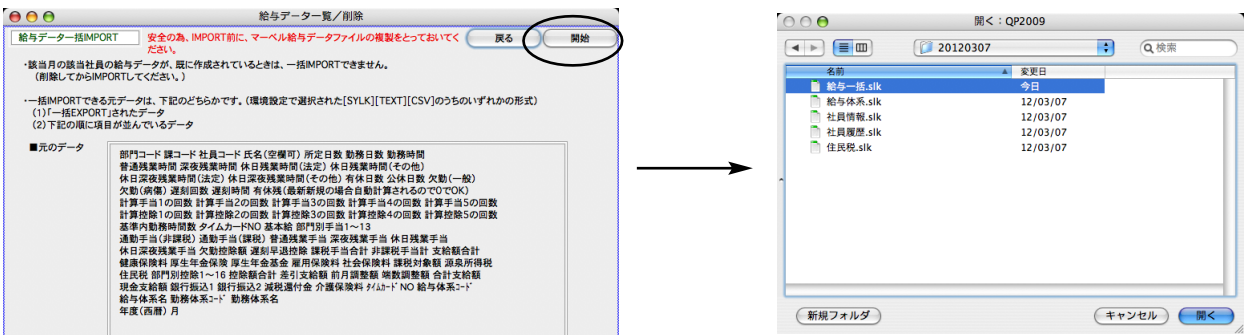 給与データ一覧／削除
給与データ一括IMPORT
安全の為、IMPORT前に、マーベル給与データファイルの複製をとっておいてください。
戻る
開始
・該当月の該当社員の給与データが、既に作成されているときは、一括IMPORTできません。
（削除してからIMPORTしてください。）
・一括IMPORTできる元データは、下記のどちらかです。（環境設定で選択された[SYLK][TEXT][CSV]のうちのいずれかの形式）
(1)「一括EXPORT」されたデータ
(2)下記の順に項目が並んでいるデータ
■元のデータ
部門コード 課コード 社員コード 氏名(空欄可) 所定日数 勤務日数 勤務時間
普通残業時間 深夜残業時間 休日残業時間(法定) 休日残業時間(その他)
休日深夜残業時間(法定) 休日深夜残業時間(その他) 有休日数 公休日数 欠勤(一般)
欠勤(病傷) 遅刻回数 遅刻時間 有休残(最新新規の場合自動計算されるので0でOK)
計算手当1の回数 計算手当2の回数 計算手当3の回数 計算手当4の回数 計算手当5の回数
計算控除1の回数 計算控除2の回数 計算控除3の回数 計算控除4の回数 計算控除5の回数
基準内勤務時間数 タイムカードNO 基本給 部門別手当1〜13
通勤手当(非課税) 通勤手当(課税) 普通残業手当 深夜残業手当 休日残業手当
休日深夜残業手当 欠勤控除額 遅刻早退控除 課税手当合計 非課税手当計 支給額合計
健康保険料 厚生年金保険 厚生年金基金 雇用保険料 社会保険料 課税対象額 源泉所得税
住民税 部門別控除1〜16 控除額合計 差引支給額 前月調整額 端数調整額 合計支給額
現金支給額 銀行振込1 銀行振込2 減税還付金 介護保険料 ﾀｲﾑｶｰﾄﾞNO 給与体系ｺｰﾄﾞ
給与体系名 勤務体系ｺｰﾄﾞ 勤務体系名
年度(西暦) 月
開く：QP2009
20120307
検索
名前
変更日
給与一括.slk 今日
給与体系.slk 12/03/07
社員情報.slk 12/03/07
社員履歴.slk 12/03/07
住民税.slk 12/03/07
新規フォルダ
キャンセル
開く